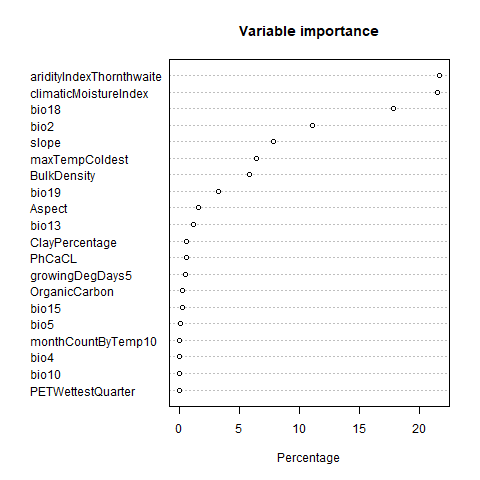 Variable importance
aridityIndexThornthwaite
climaticMoistureIndex
bio18
bio2
slope
maxTempColdest
BulkDensity
bio19
Aspect
bio13
ClayPercentage
PhCaCL
growingDegDays5
OrganicCarbon
bio15
bio5
monthCountByTemp10
bio4
bio10
PETWettestQuarter
0 5 10 15 20
Percentage